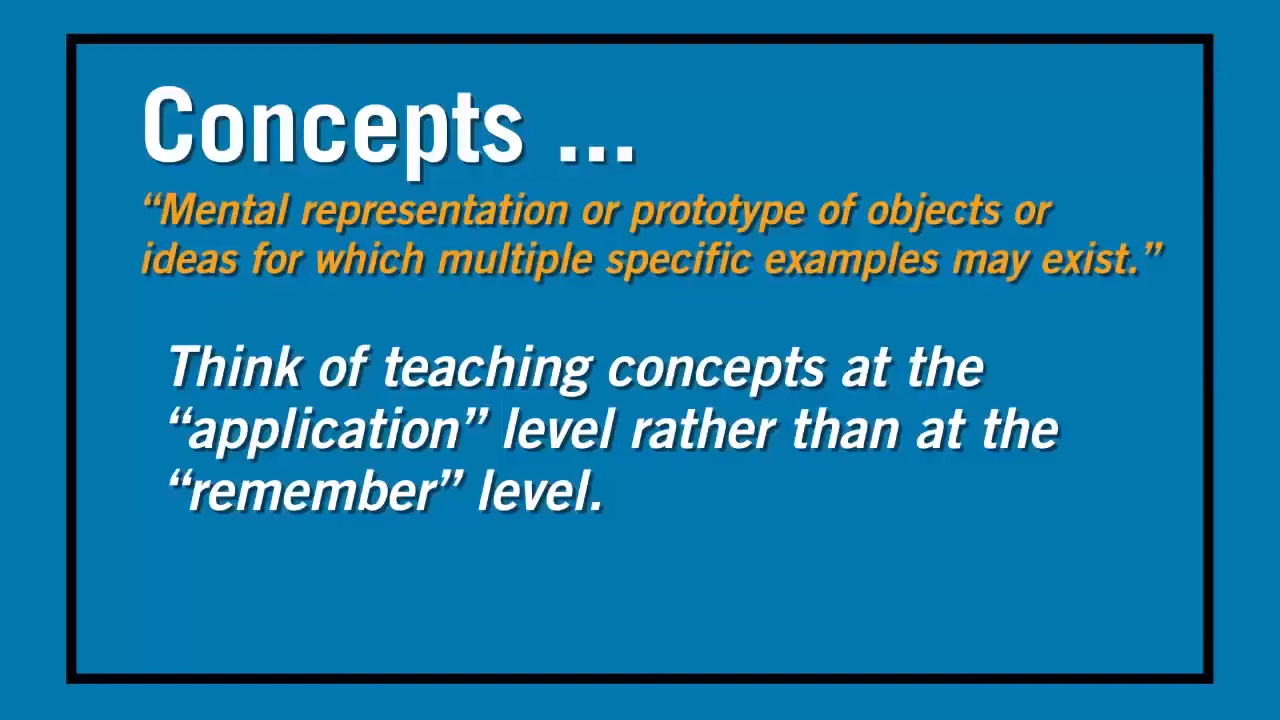 Concepts ...
“Mental representation or prototype of objects or
ideas for which multiple specific examples may exist.”
Think of teaching concepts at the
“application” level rather than at the
“remember” level.